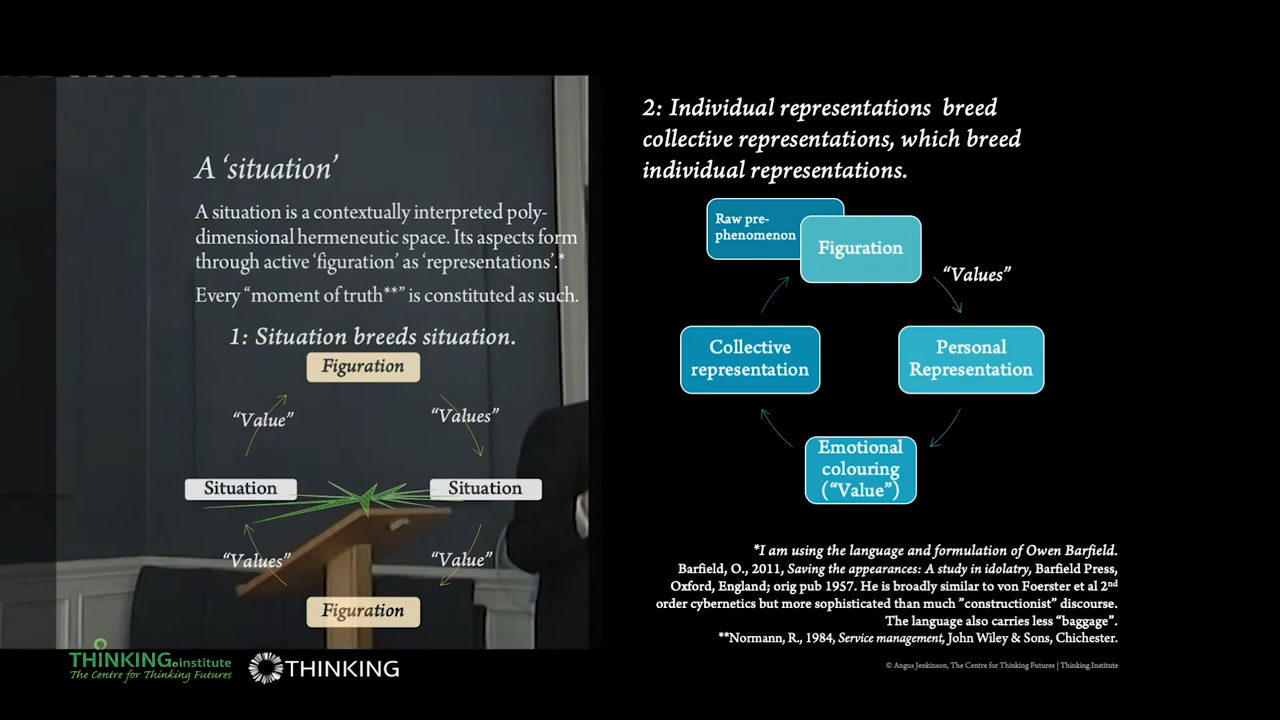 A ‘situation’
A situation is a contextually interpreted poly-
dimensional hermeneutic space. Its aspects form
through active ‘figuration’ as ‘representations’.*
Every “moment of truth**” is constituted as such.
1: Situation breeds situation.
Figuration
“Value”
“Values”
Situation
Situation
“Values”
“Value”
Figuration
2: Individual representations breed
collective representations, which breed
individual representations.
Raw pre-
phenomenon
Figuration
“Values”
Collective
representation
Personal
Representation
Emotional
colouring
(“Value”)
*I am using the language and formulation of Owen Barfield.
Barfield, O., 2011, Saving the appearances: A study in idolatry, Barfield Press,
Oxford, England; orig pub 1957. He is broadly similar to von Foerster et al 2nd
order cybernetics but more sophisticated than much ”constructionist” discourse.
The language also carries less “baggage”.
**Normann, R., 1984, Service management, John Wiley & Sons, Chichester.
THINKING.institute
The Centre for Thinking Futures
THINKING
© Angus Jenkinson, The Centre for Thinking Futures | Thinking.Institute